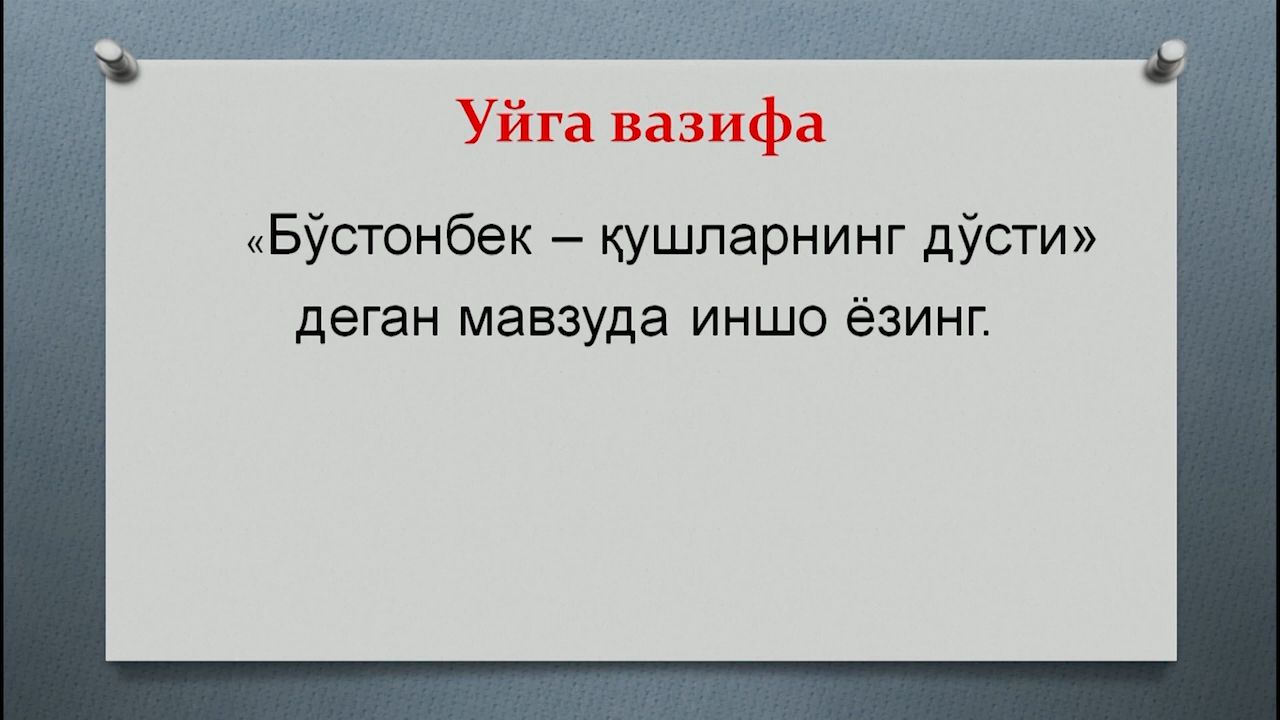 Уйга вазифа
«Бўстонбек – қушларнинг дўсти»
деган мавзуда иншо ёзинг.